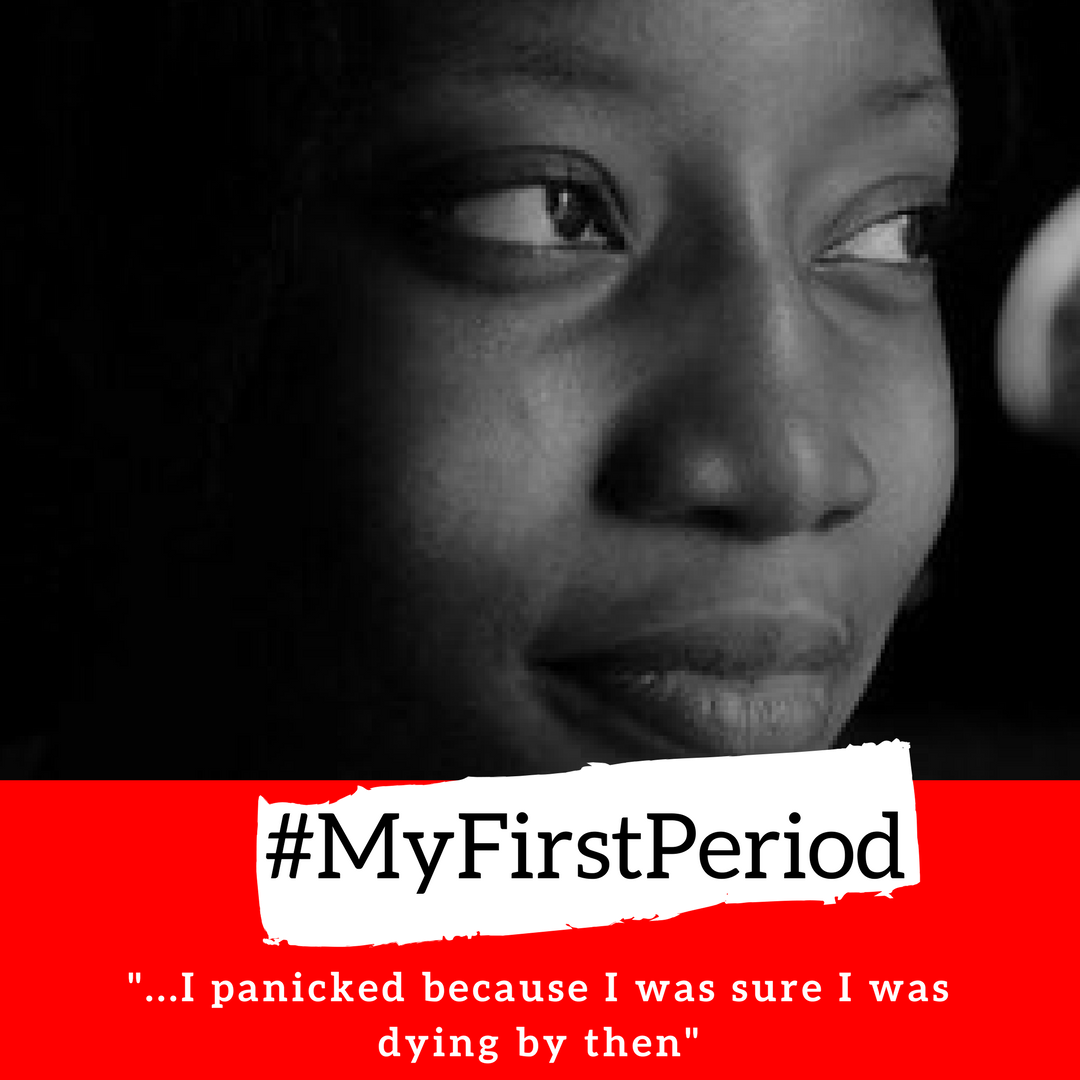 #MyFirstPeriod
"...I panicked because I was sure I was
dying by then"